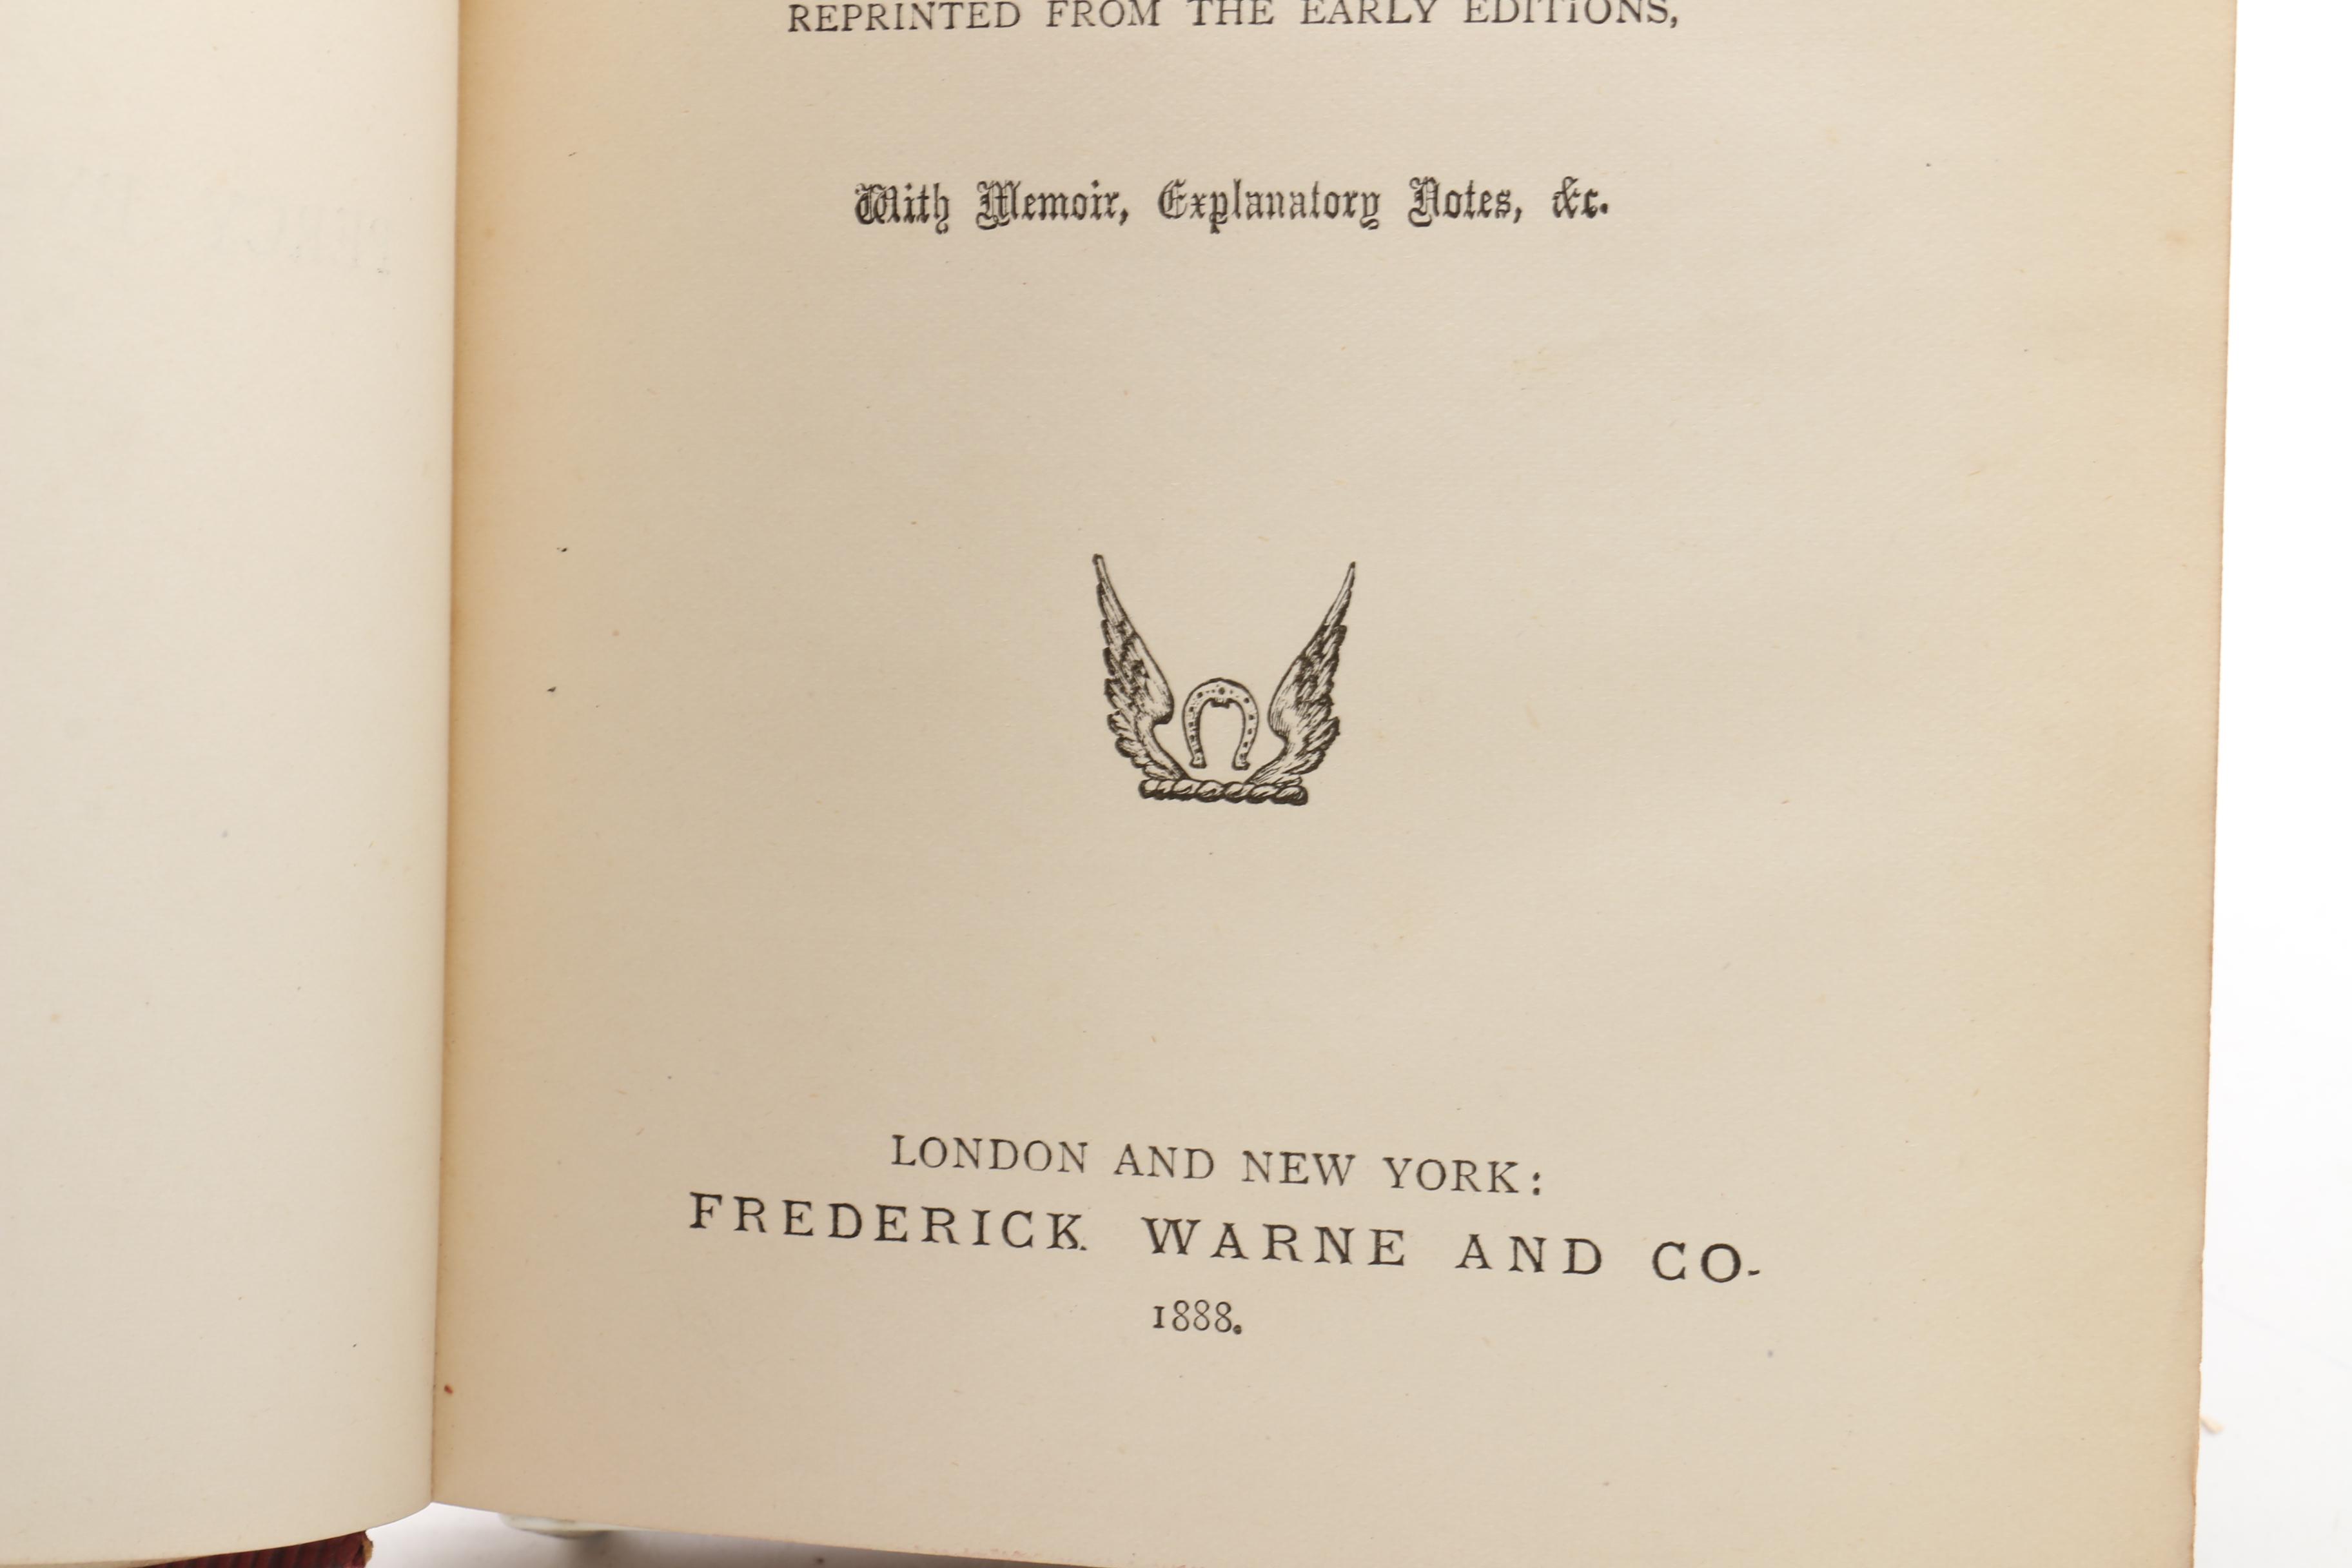 REPRINTED FROM THE EARLY EDITIONS,
With Memoir, Explanatory Notes, &c.
LONDON AND NEW YORK:
FREDERICK WARNE AND CO.
1888.